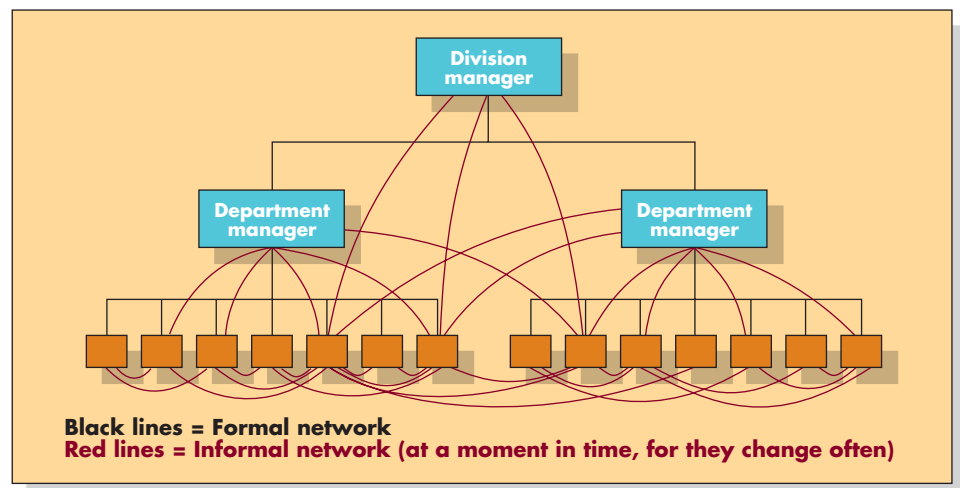 Division
manager
Department
manager
Department
manager
Black lines = Formal network
Red lines = Informal network (at a moment in time, for they change often)